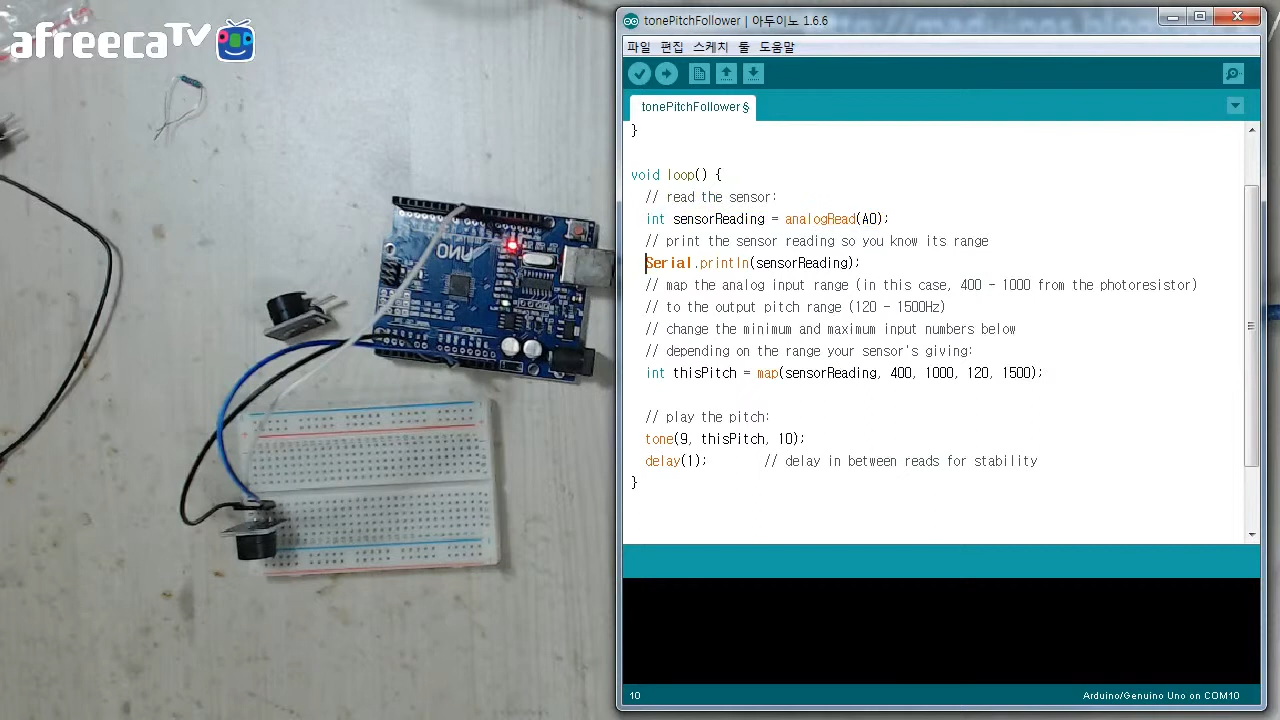 afreecaTV
UNO
tonePitchFollower | 아두이노 1.6.6
파일 편집 스케치 툴 도움말
tonePitchFollower §
}
void loop() {
// read the sensor:
int sensorReading = analogRead(A0);
// print the sensor reading so you know its range
Serial.println(sensorReading);
// map the analog input range (in this case, 400 - 1000 from the photoresistor)
// to the output pitch range (120 - 1500Hz)
// change the minimum and maximum input numbers below
// depending on the range your sensor's giving:
int thisPitch = map(sensorReading, 400, 1000, 120, 1500);
// play the pitch:
tone(9, thisPitch, 10);
delay(1); // delay in between reads for stability
}
10
Arduino/Genuino Uno on COM10